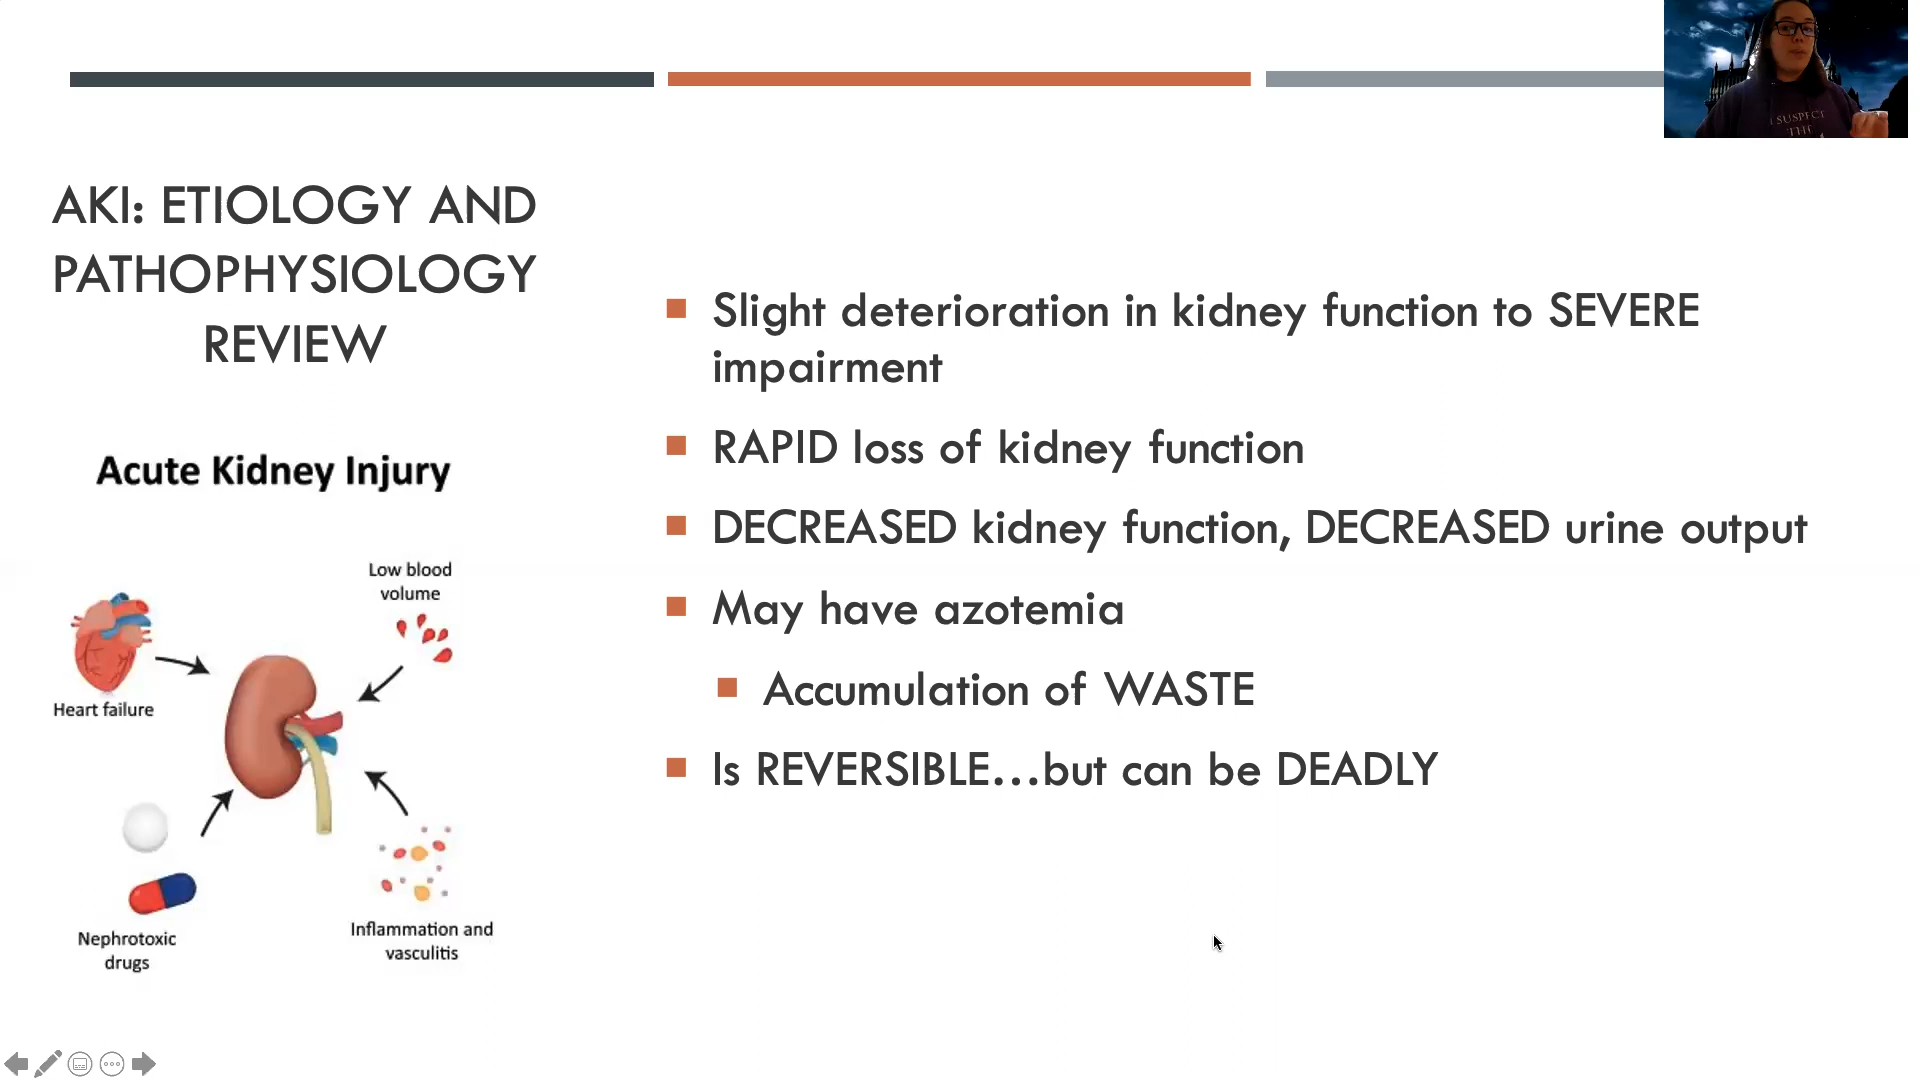 I SUSPECT
THE
AKI: ETIOLOGY AND
PATHOPHYSIOLOGY
REVIEW
Slight deterioration in kidney function to SEVERE
impairment
RAPID loss of kidney function
DECREASED kidney function, DECREASED urine output
May have azotemia
Accumulation of WASTE
Is REVERSIBLE...but can be DEADLY
Acute Kidney Injury
Low blood
volume
Heart failure
Nephrotoxic
drugs
Inflammation and
vasculitis